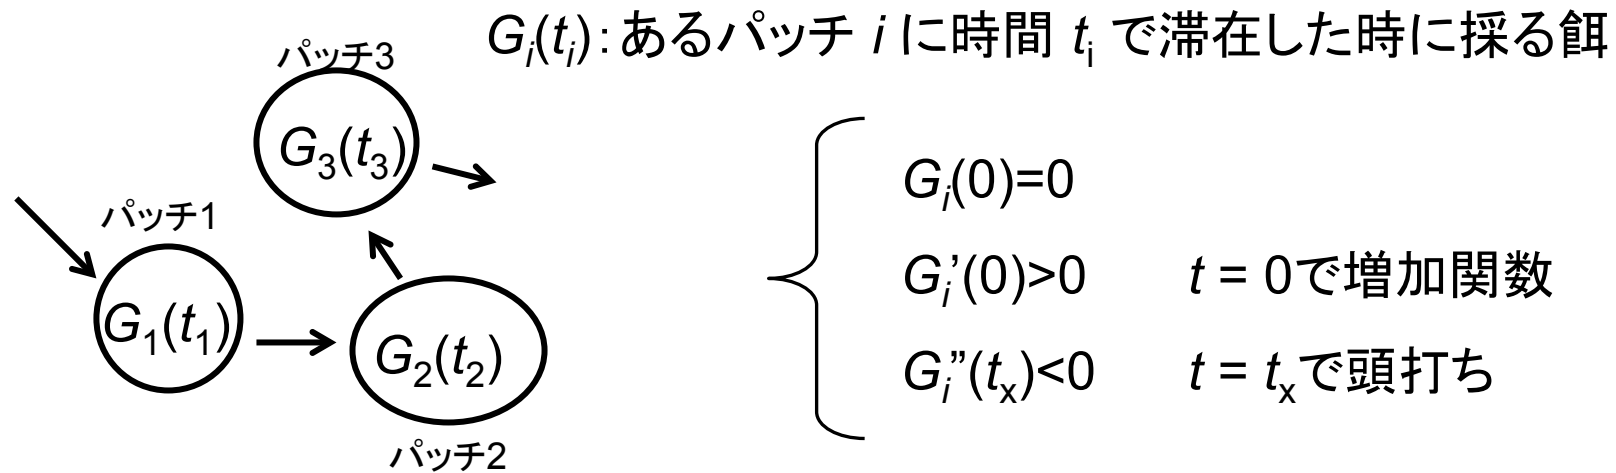 Gi(ti):あるパッチ i に時間 ti で滞在した時に採る餌
パッチ3
G3(t3)
パッチ1
G1(t1)
G2(t2)
パッチ2
Gi(0)=0
Gi’(0)>0 t = 0で増加関数
Gi”(tx)<0 t = txで頭打ち